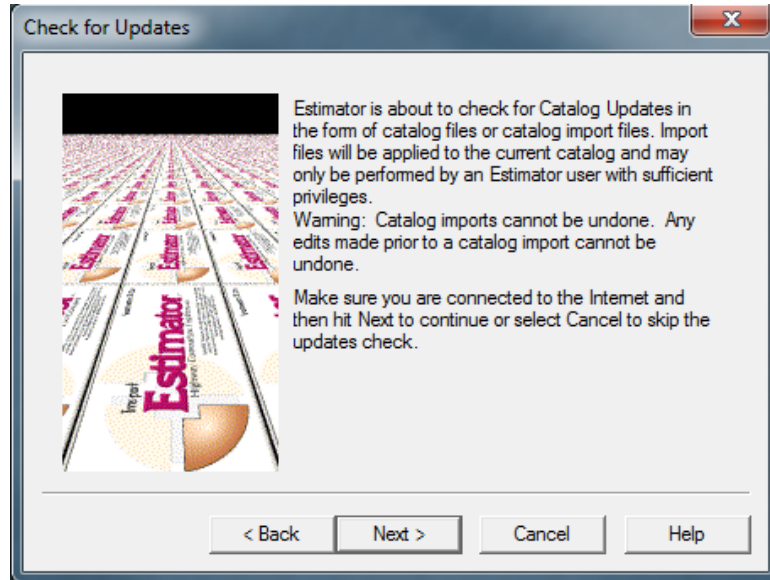 Check for Updates
Estimator is about to check for Catalog Updates in
the form of catalog files or catalog import files. Import
files will be applied to the current catalog and may
only be performed by an Estimator user with sufficient
privileges.
Warning:  Catalog imports cannot be undone.  Any
edits made prior to a catalog import cannot be
undone.
Make sure you are connected to the Internet and
then hit Next to continue or select Cancel to skip the
updates check.
Estimator
< Back
Next >
Cancel
Help